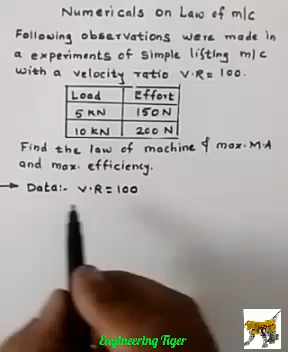 Numericals on Law of m/c
Following observations were made in
a experiments of simple listing m/c
with a velocity ratio V·R = 100.
Load Effort
5 KN 150 N
10 KN 200 N
Find the law of machine & max. M.A
and max. efficiency.
→ Data:- V·R = 100
Engineering Tiger